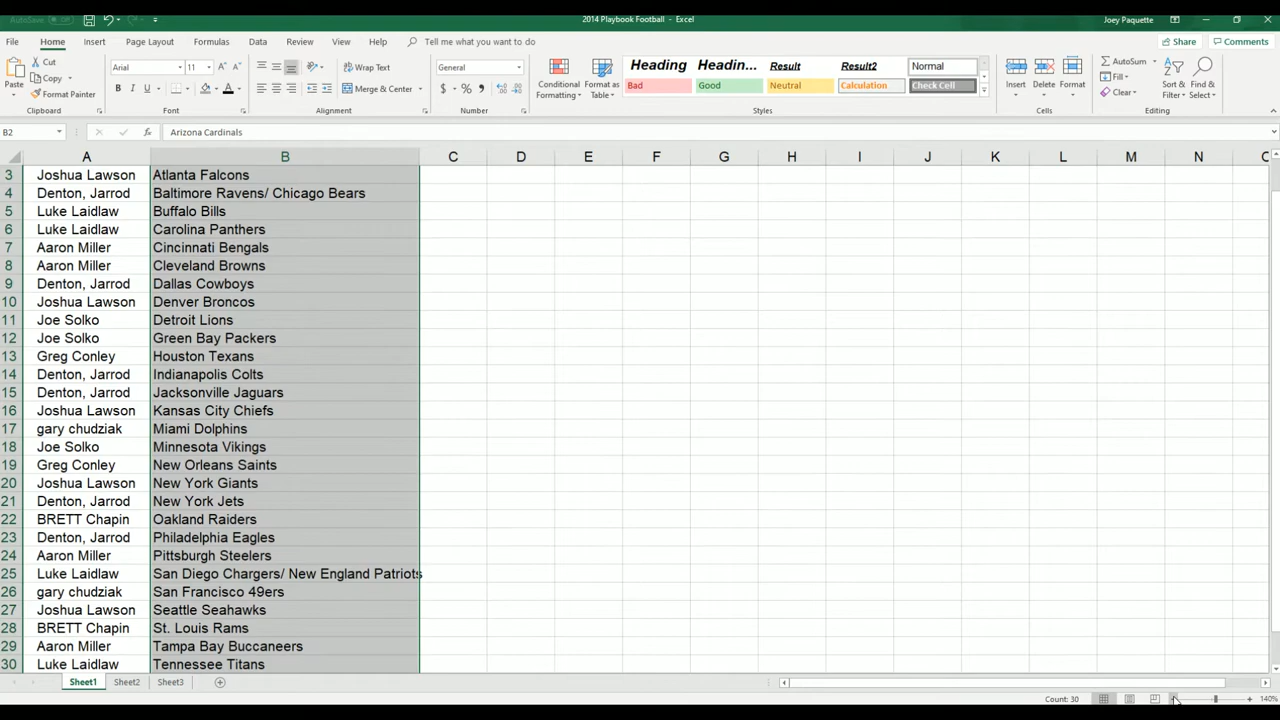 AutoSave Off 2014 Playbook Football - Excel Joey Paquette
File Home Insert Page Layout Formulas Data Review View Help Tell me what you want to do Share Comments
Paste Cut Copy Format Painter
Clipboard
Arial 11
B I U
Font
Wrap Text
Merge & Center
Alignment
General
$ % ,
Number
Conditional Formatting Format as Table
Heading Headin... Result Result2 Normal
Bad Good Neutral Calculation Check Cell
Styles
Insert Delete Format
Cells
AutoSum
Fill
Clear
Sort & Filter Find & Select
Editing
B2 fx Arizona Cardinals
A B C D E F G H I J K L M N
3 Joshua Lawson Atlanta Falcons
4 Denton, Jarrod Baltimore Ravens/ Chicago Bears
5 Luke Laidlaw Buffalo Bills
6 Luke Laidlaw Carolina Panthers
7 Aaron Miller Cincinnati Bengals
8 Aaron Miller Cleveland Browns
9 Denton, Jarrod Dallas Cowboys
10 Joshua Lawson Denver Broncos
11 Joe Solko Detroit Lions
12 Joe Solko Green Bay Packers
13 Greg Conley Houston Texans
14 Denton, Jarrod Indianapolis Colts
15 Denton, Jarrod Jacksonville Jaguars
16 Joshua Lawson Kansas City Chiefs
17 gary chudziak Miami Dolphins
18 Joe Solko Minnesota Vikings
19 Greg Conley New Orleans Saints
20 Joshua Lawson New York Giants
21 Denton, Jarrod New York Jets
22 BRETT Chapin Oakland Raiders
23 Denton, Jarrod Philadelphia Eagles
24 Aaron Miller Pittsburgh Steelers
25 Luke Laidlaw San Diego Chargers/ New England Patriots
26 gary chudziak San Francisco 49ers
27 Joshua Lawson Seattle Seahawks
28 BRETT Chapin St. Louis Rams
29 Aaron Miller Tampa Bay Buccaneers
30 Luke Laidlaw Tennessee Titans
Sheet1 Sheet2 Sheet3
Count: 30 140%